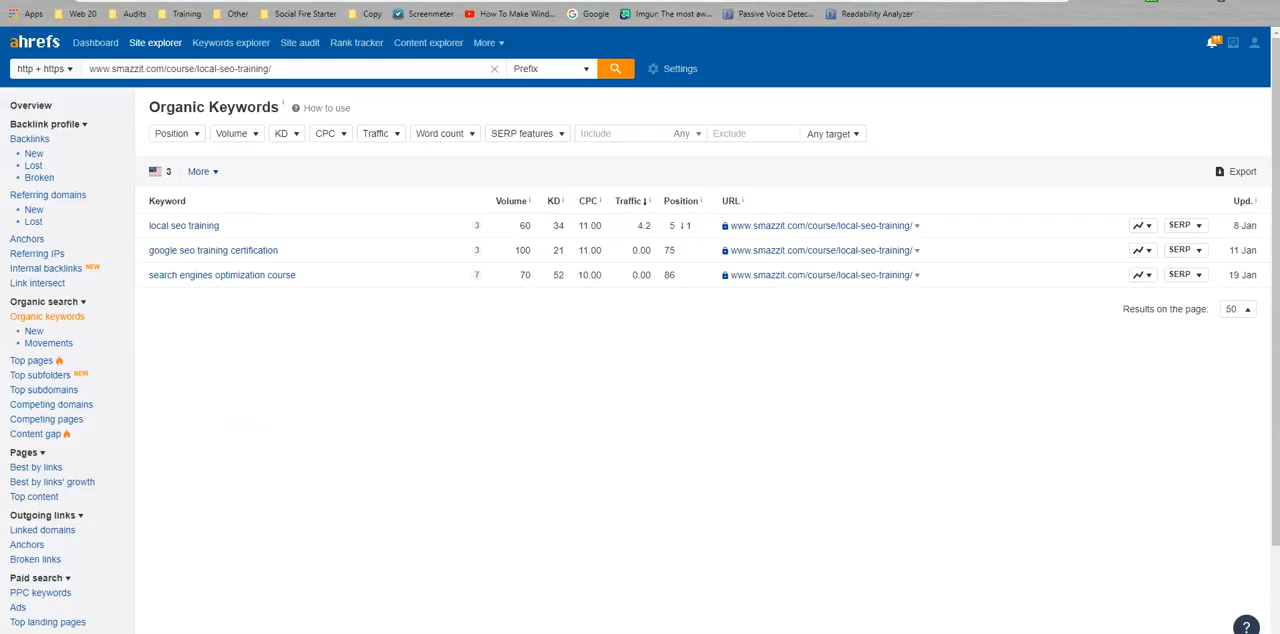 Apps Web 20 Audits Training Other Social Fire Starter Copy Screenmeter How To Make Wind... Google Imgur: The most aw... Passive Voice Detec... Readability Analyzer
ahrefs Dashboard Site explorer Keywords explorer Site audit Rank tracker Content explorer More
http + https www.smazzit.com/course/local-seo-training/ Prefix Settings
Overview
Backlink profile
Backlinks
New
Lost
Broken
Referring domains
New
Lost
Anchors
Referring IPs
Internal backlinks NEW
Link intersect
Organic search
Organic keywords
New
Movements
Top pages
Top subfolders NEW
Top subdomains
Competing domains
Competing pages
Content gap
Pages
Best by links
Best by links' growth
Top content
Outgoing links
Linked domains
Anchors
Broken links
Paid search
PPC keywords
Ads
Top landing pages
Organic Keywords i ? How to use
Position Volume KD CPC Traffic Word count SERP features Include Any Exclude Any target
3 More Export
Keyword Volume i KD i CPC i Traffic i Position i URL i Upd. i
local seo training 3 60 34 11.00 4.2 5 ↓1 www.smazzit.com/course/local-seo-training/ SERP 8 Jan
google seo training certification 3 100 21 11.00 0.00 75 www.smazzit.com/course/local-seo-training/ SERP 11 Jan
search engines optimization course 7 70 52 10.00 0.00 86 www.smazzit.com/course/local-seo-training/ SERP 19 Jan
Results on the page: 50
?